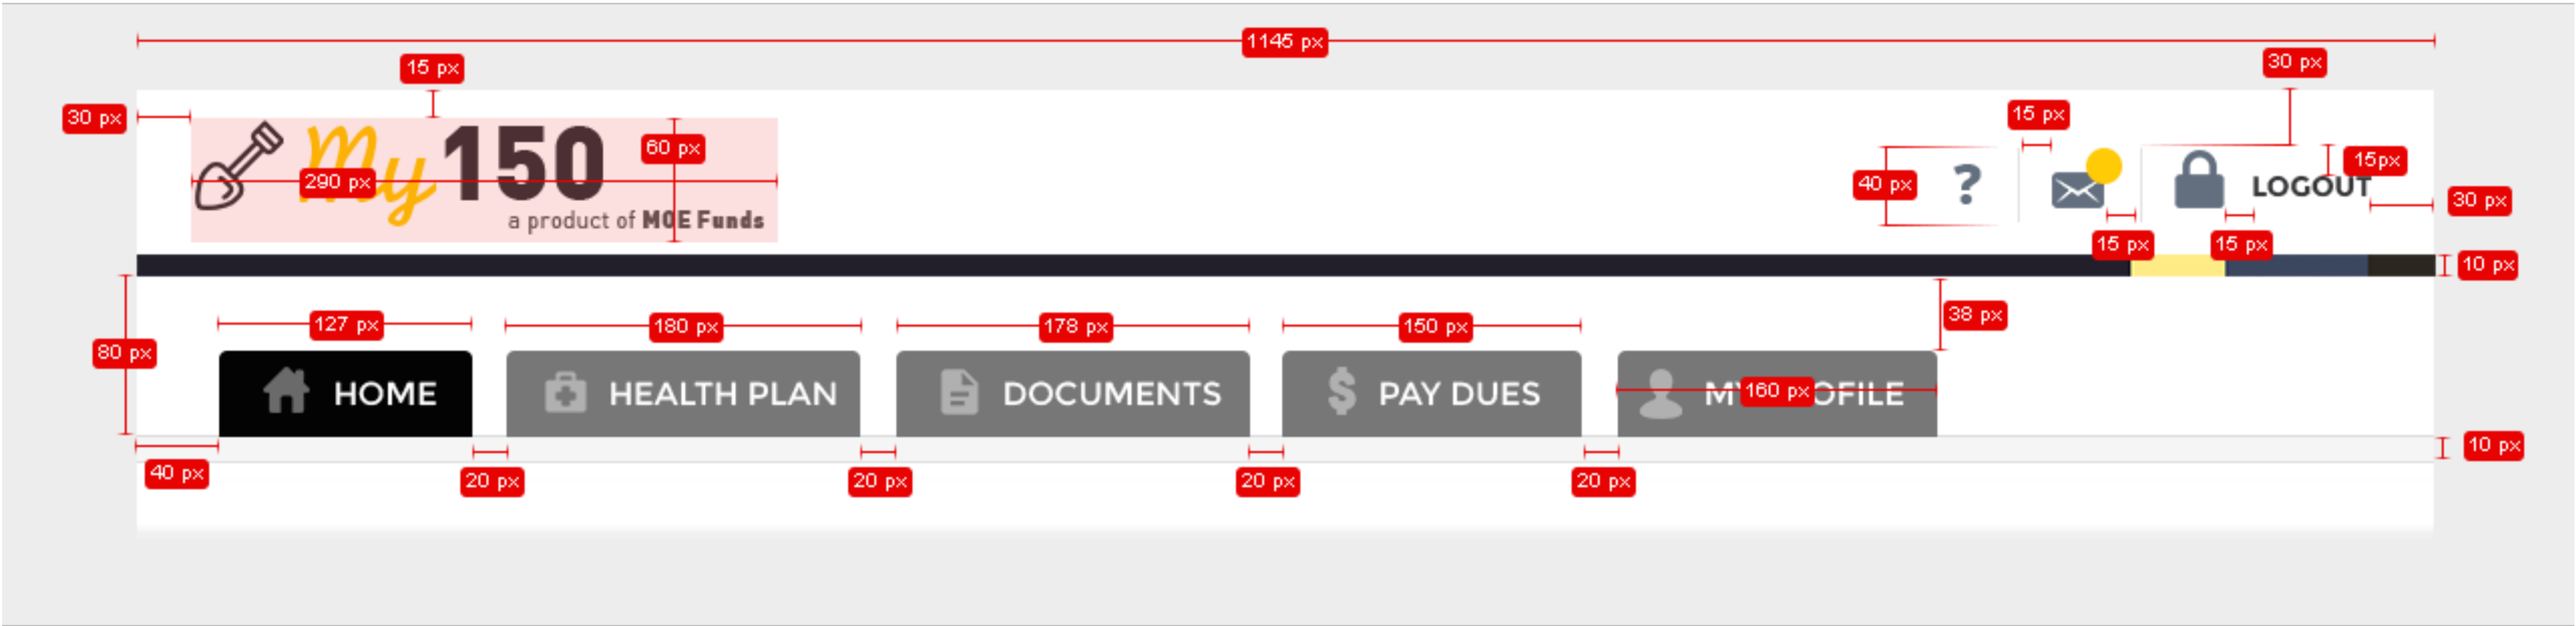 1145 px
30 px
15 px
15 px
30 px
My 150
60 px
290 px
a product of MOE Funds
40 px
?
LOGOUT
15px
30 px
15 px
15 px
10 px
38 px
127 px
180 px
178 px
150 px
80 px
HOME
HEALTH PLAN
DOCUMENTS
$ PAY DUES
160 px
40 px
20 px
20 px
20 px
20 px
10 px